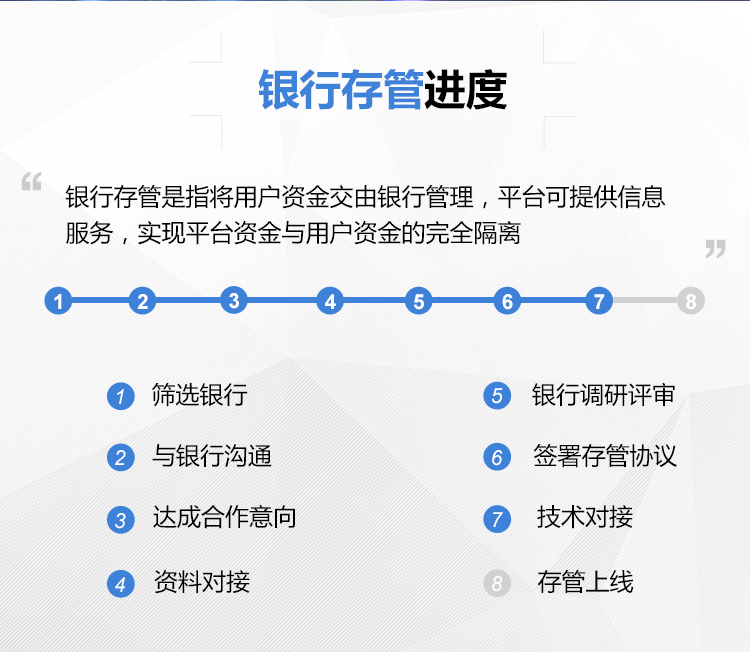 银行存管进度
“
银行存管是指将用户资金交由银行管理，平台可提供信息
服务，实现平台资金与用户资金的完全隔离
”
1 2 3 4 5 6 7 8
1 筛选银行
2 与银行沟通
3 达成合作意向
4 资料对接
5 银行调研评审
6 签署存管协议
7 技术对接
8 存管上线